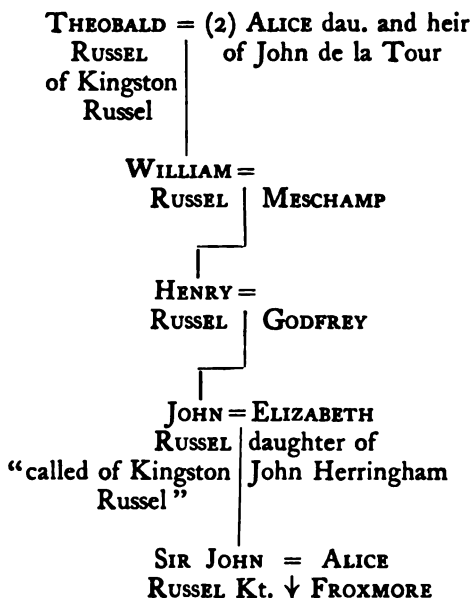 THEOBALD = (2) ALICE dau. and heir
RUSSEL of John de la Tour
of Kingston
Russel
WILLIAM =
RUSSEL MESCHAMP
HENRY =
RUSSEL GODFREY
JOHN = ELIZABETH
RUSSEL daughter of
“called of Kingston John Herringham
Russel”
SIR JOHN = ALICE
RUSSEL KT. FROXMORE